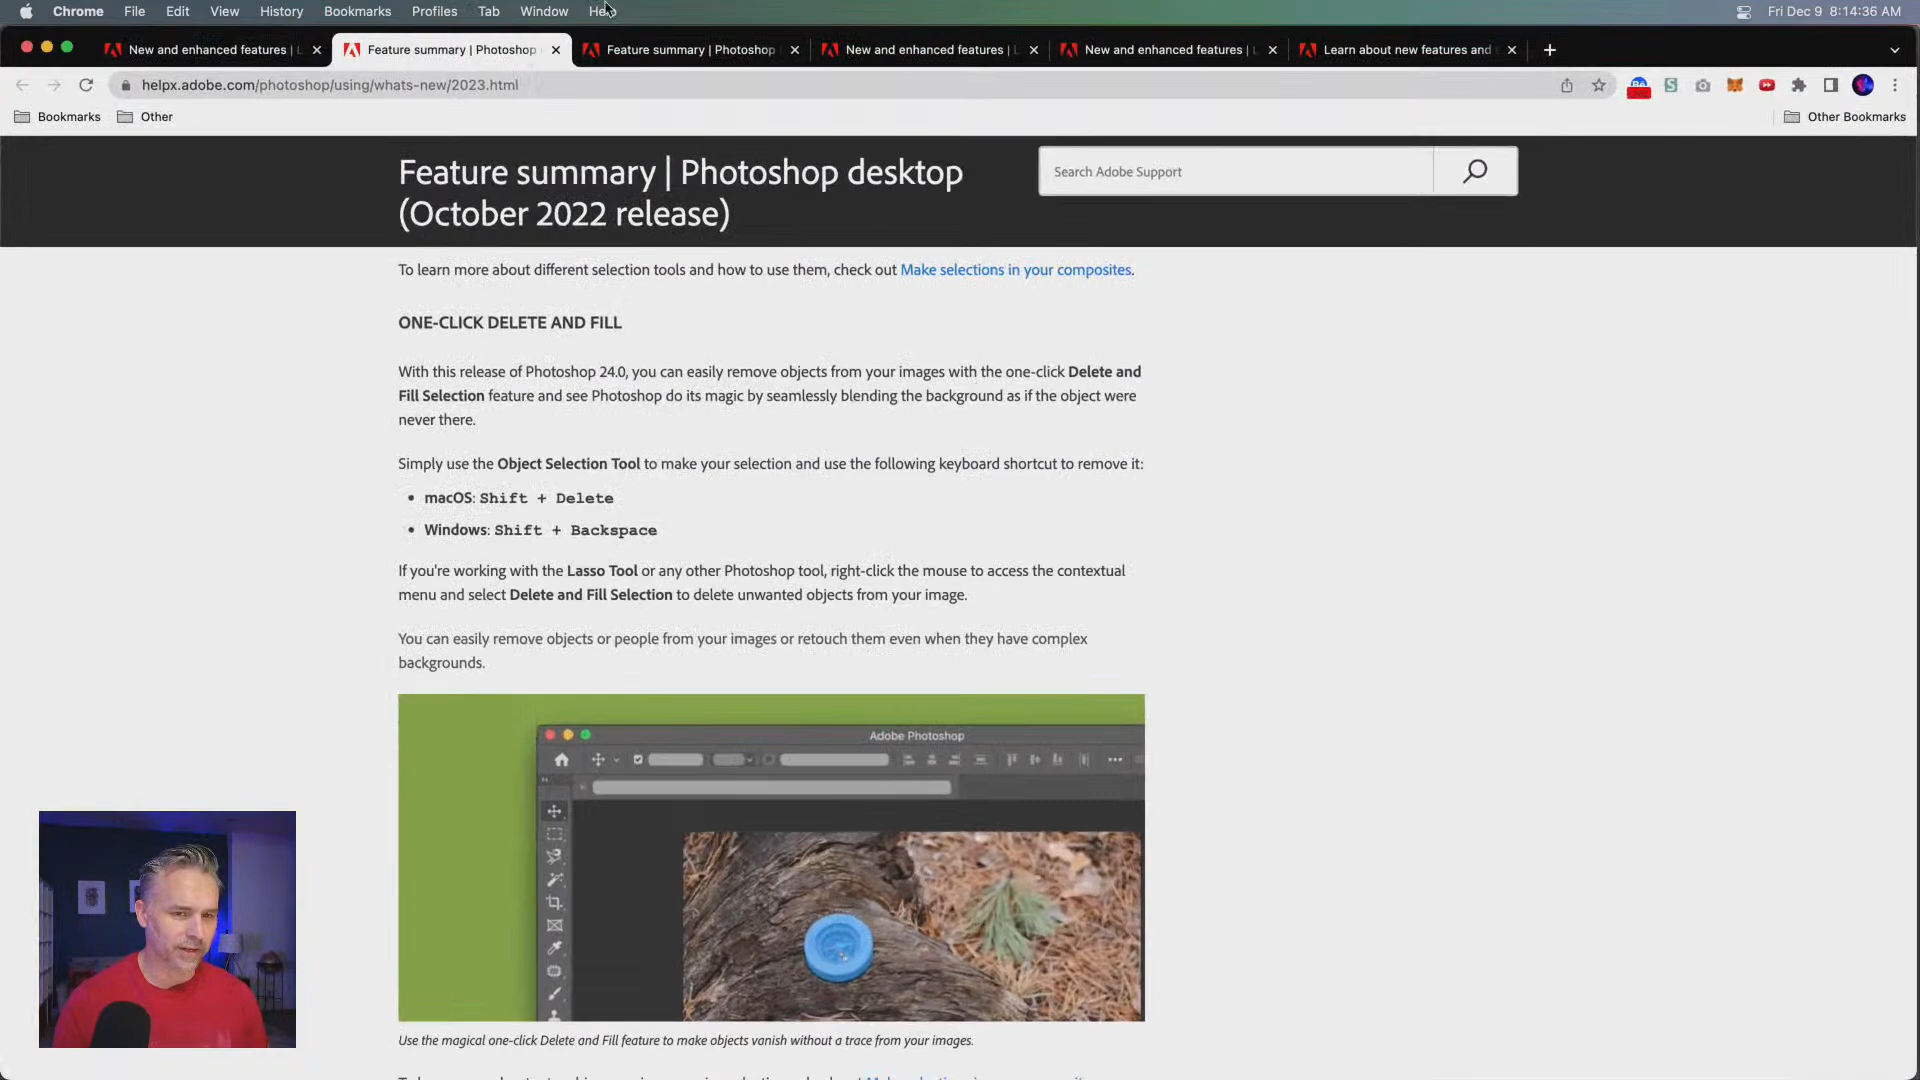 Chrome File Edit View History Bookmarks Profiles Tab Window Help Fri Dec 9 8:14:36 AM
New and enhanced features | L Feature summary | Photoshop Feature summary | Photoshop New and enhanced features | L New and enhanced features | L Learn about new features and
helpx.adobe.com/photoshop/using/whats-new/2023.html
Bookmarks Other Other Bookmarks
Feature summary | Photoshop desktop
(October 2022 release)
Search Adobe Support
To learn more about different selection tools and how to use them, check out Make selections in your composites.
ONE-CLICK DELETE AND FILL
With this release of Photoshop 24.0, you can easily remove objects from your images with the one-click Delete and
Fill Selection feature and see Photoshop do its magic by seamlessly blending the background as if the object were
never there.
Simply use the Object Selection Tool to make your selection and use the following keyboard shortcut to remove it:
• macOS: Shift + Delete
• Windows: Shift + Backspace
If you're working with the Lasso Tool or any other Photoshop tool, right-click the mouse to access the contextual
menu and select Delete and Fill Selection to delete unwanted objects from your image.
You can easily remove objects or people from your images or retouch them even when they have complex
backgrounds.
Adobe Photoshop
Use the magical one-click Delete and Fill feature to make objects vanish without a trace from your images.